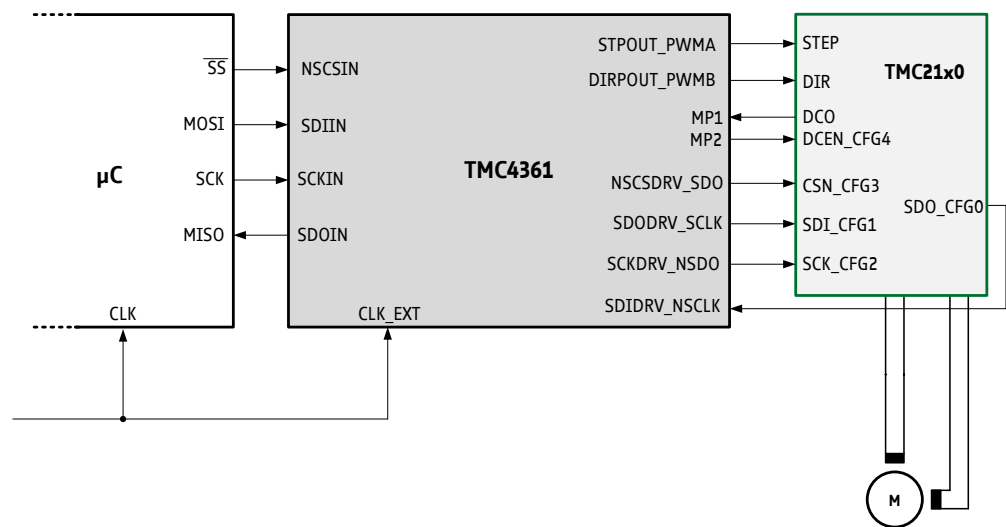 µC
SS
MOSI
SCK
MISO
CLK
TMC4361
NSCSIN
SDIIN
SCKIN
SDOIN
CLK_EXT
STPOUT_PWMA
DIRPOUT_PWMB
MP1
MP2
NSCSDRV_SDO
SDODRV_SCLK
SCKDRV_NSDO
SDIDRV_NSCLK
TMC21x0
STEP
DIR
DCO
DCEN_CFG4
CSN_CFG3
SDI_CFG1
SCK_CFG2
SDO_CFG0
M